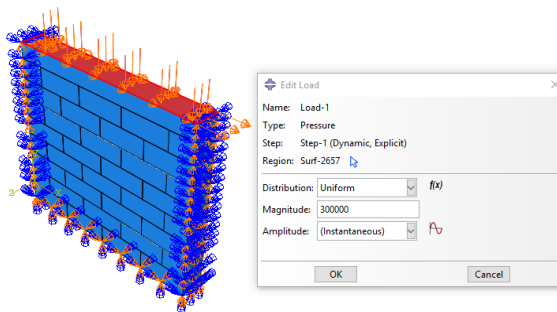 Edit Load
Name: Load-1
Type: Pressure
Step: Step-1 (Dynamic, Explicit)
Region: Surf-2657
Distribution: Uniform f(x)
Magnitude: 300000
Amplitude: (Instantaneous)
OK Cancel